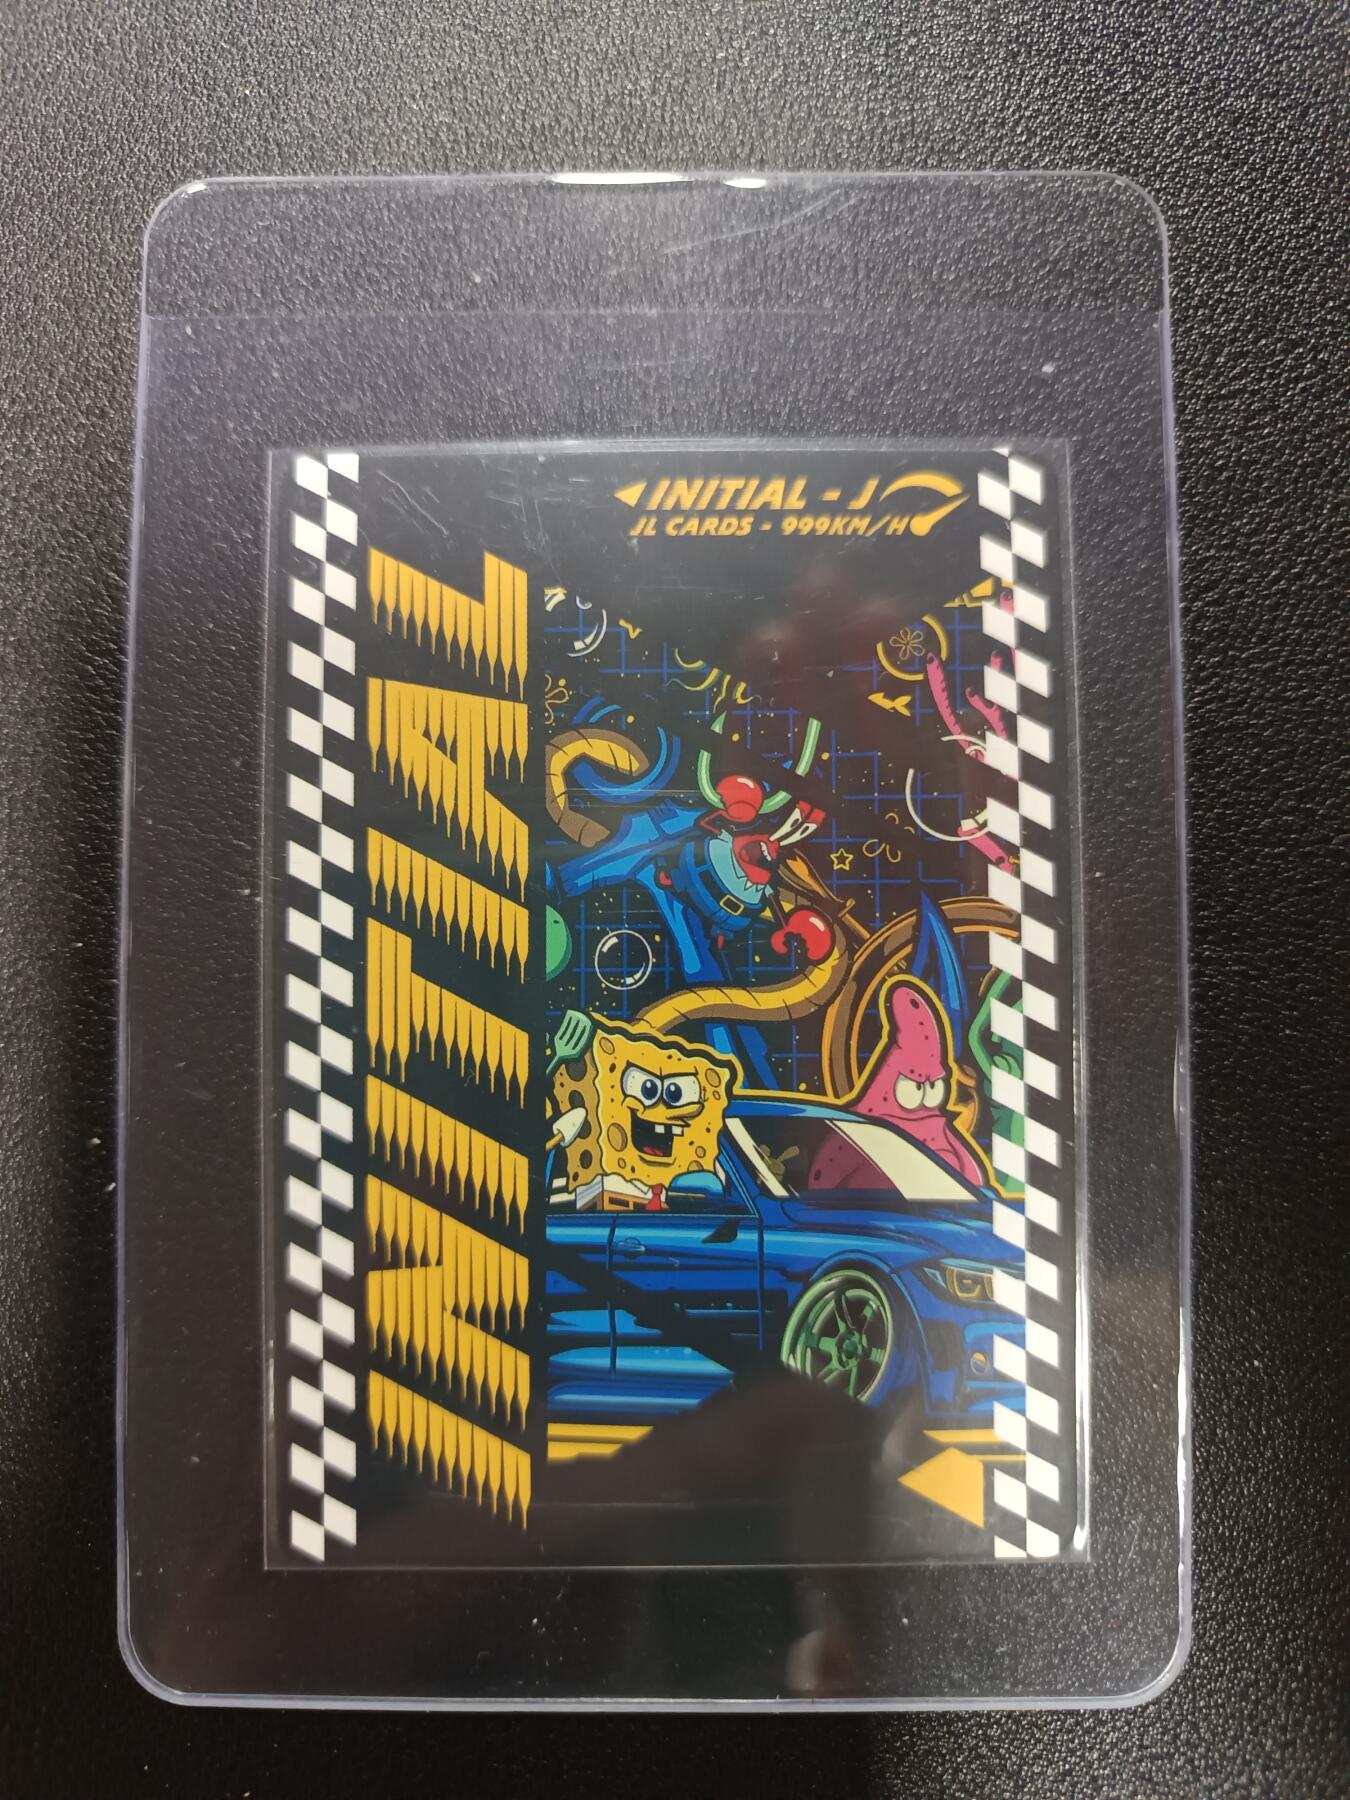 INITIAL - J
JL CARDS - 999KM/H
INITIAL